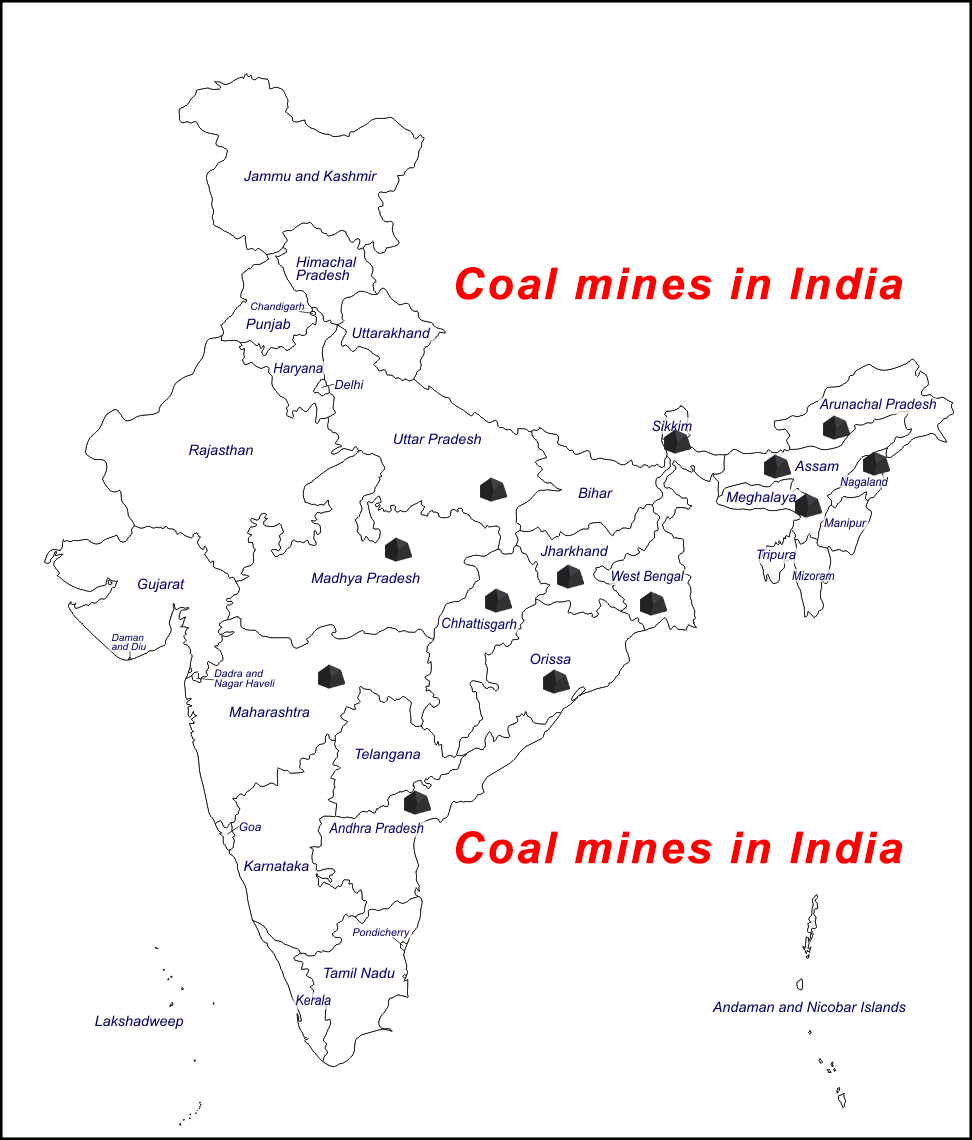 Jammu and Kashmir
Himachal
Pradesh
Coal mines in India
Chandigarh
Punjab
Uttarakhand
Haryana
Delhi
Arunachal Pradesh
Sikkim
Uttar Pradesh
Rajasthan
Assam
Nagaland
Bihar
Meghalaya
Manipur
Jharkhand
Tripura
Madhya Pradesh
West Bengal
Mizoram
Gujarat
Chhattisgarh
Daman
and Diu
Orissa
Dadra and
Nagar Haveli
Maharashtra
Telangana
Goa
Andhra Pradesh
Coal mines in India
Karnataka
Pondicherry
Tamil Nadu
Kerala
Andaman and Nicobar Islands
Lakshadweep